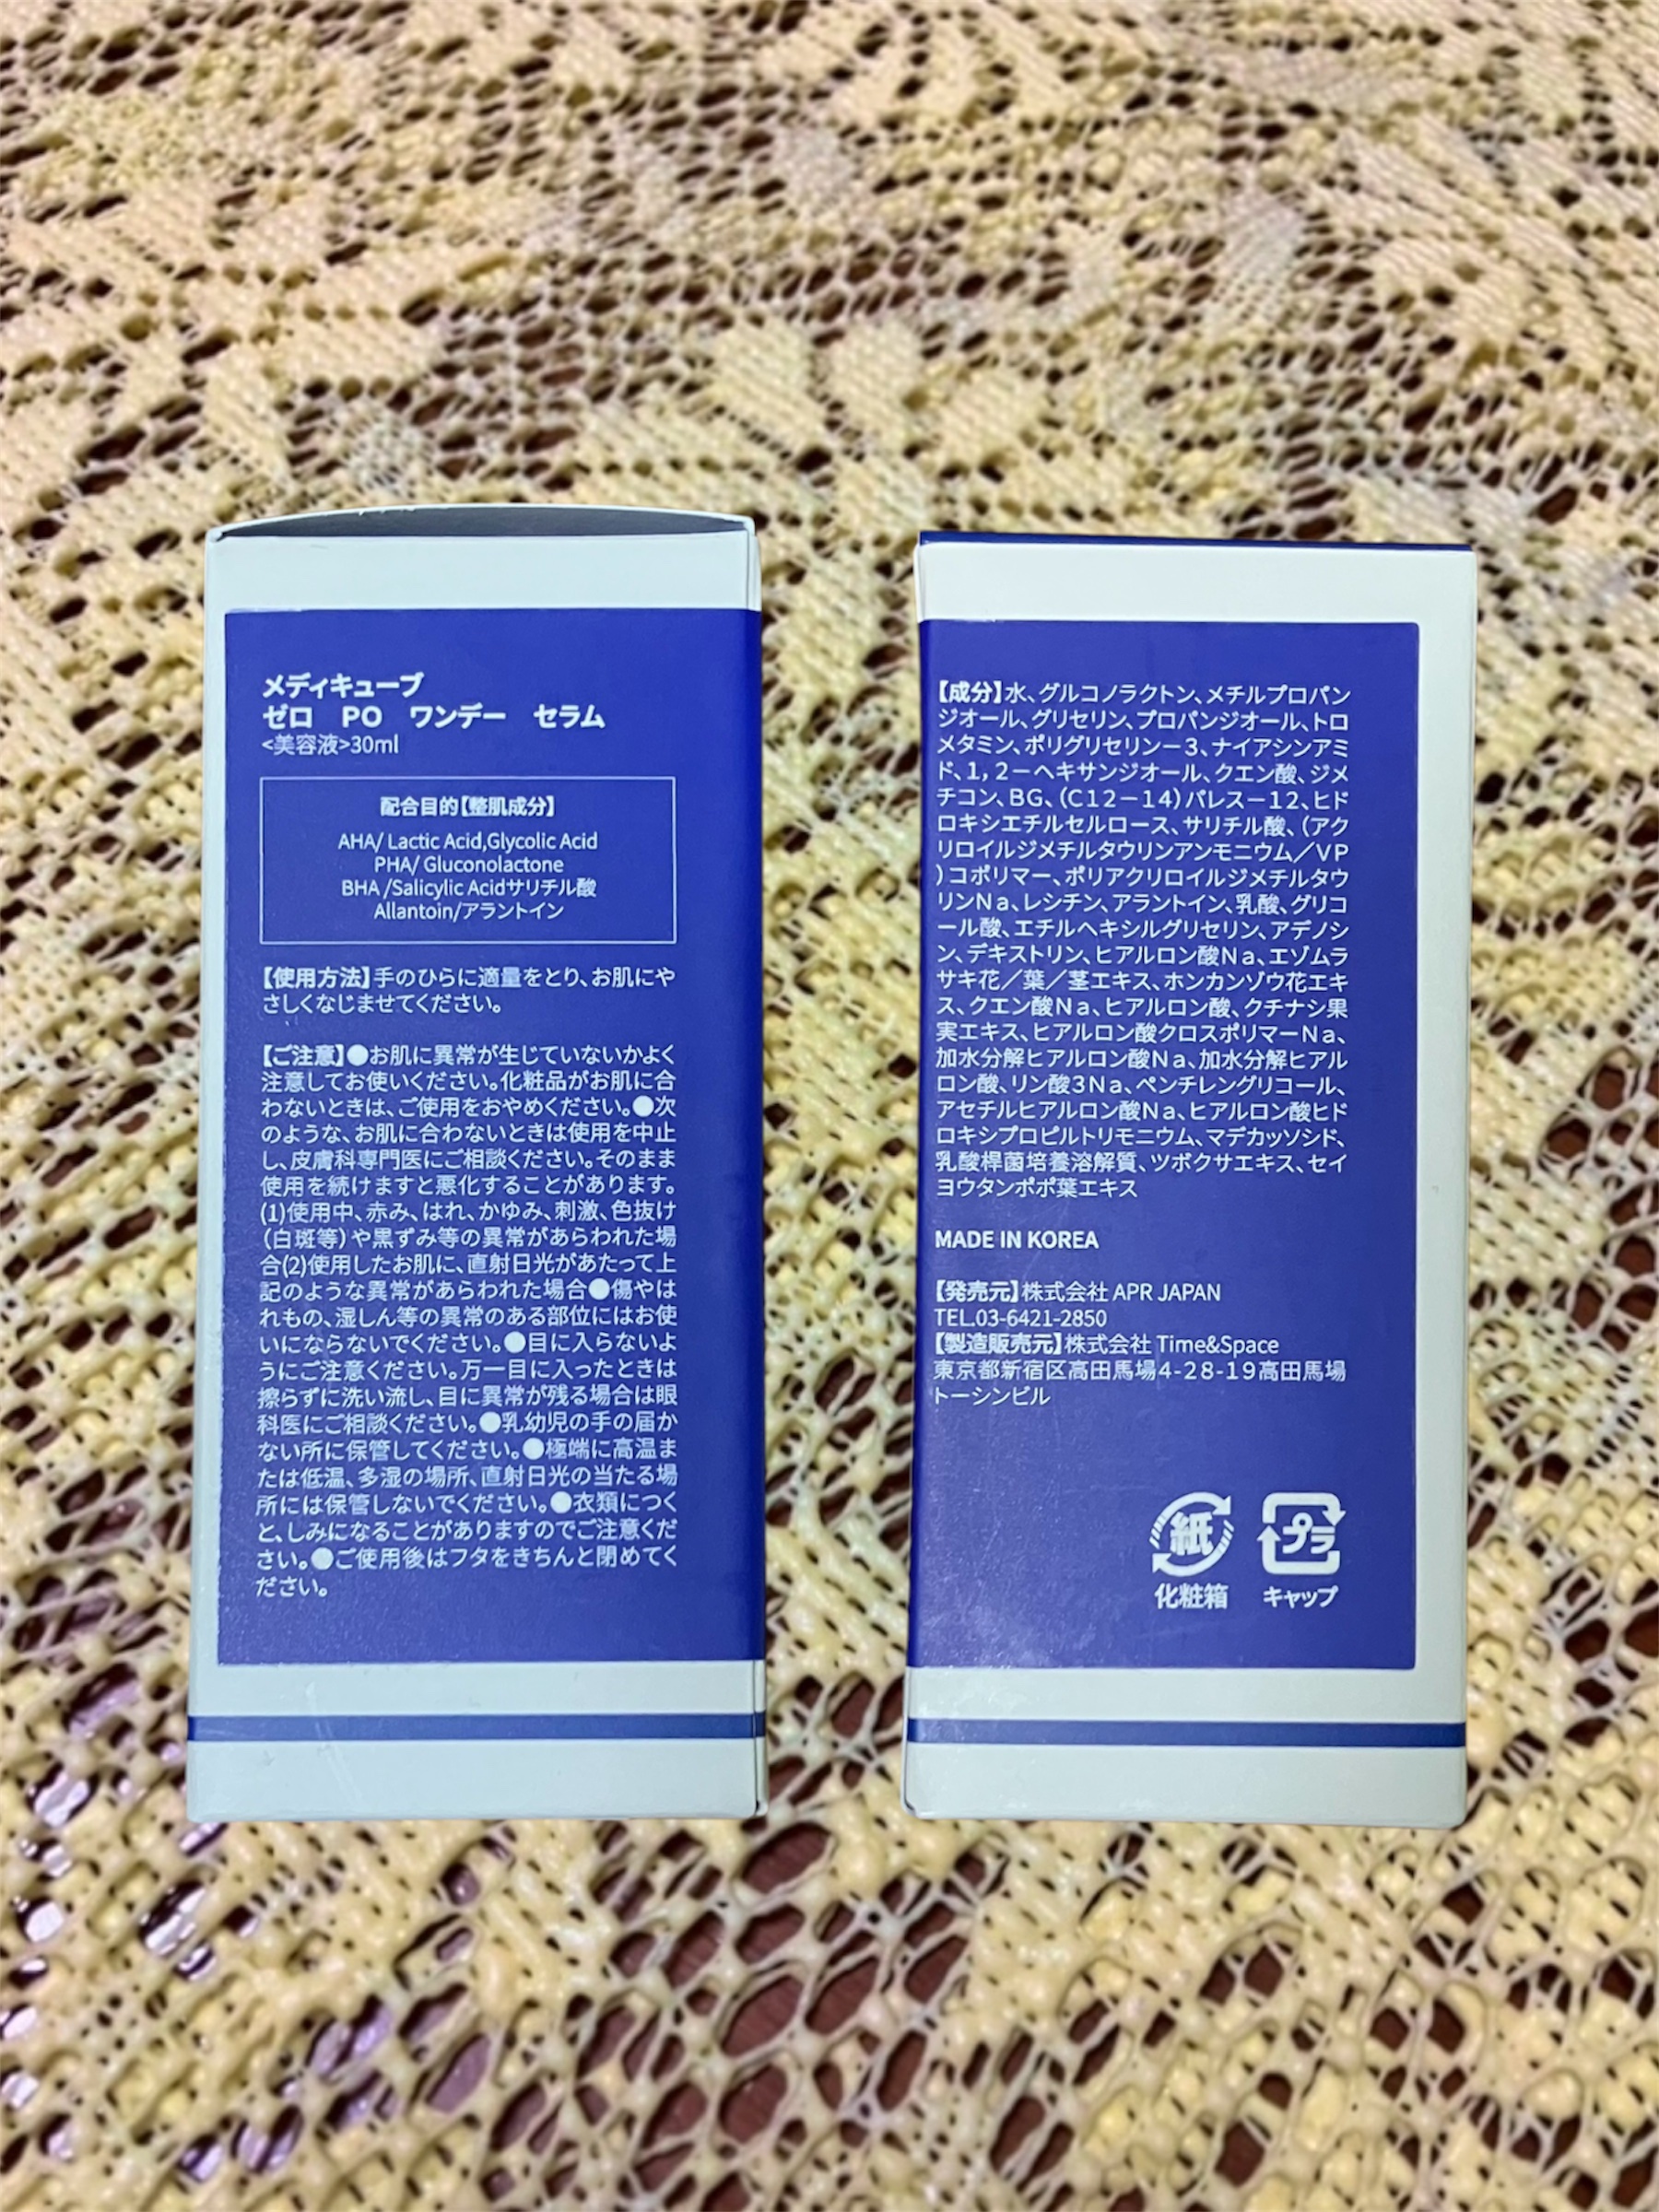 メディキューブ
ゼロ　PO　ワンデー　セラム
<美容液>30ml
配合目的【整肌成分】
AHA/ Lactic Acid,Glycolic Acid
PHA/ Gluconolactone
BHA /Salicylic Acidサリチル酸
Allantoin/アラントイン
【使用方法】手のひらに適量をとり、お肌にや
さしくなじませてください。
【ご注意】●お肌に異常が生じていないかよく
注意してお使いください。化粧品がお肌に合
わないときは、ご使用をおやめください。●次
のような、お肌に合わないときは使用を中止
し、皮膚科専門医にご相談ください。そのまま
使用を続けますと悪化することがあります。
(1)使用中、赤み、はれ、かゆみ、刺激、色抜け
（白斑等）や黒ずみ等の異常があらわれた場
合(2)使用したお肌に、直射日光があたって上
記のような異常があらわれた場合●傷やは
れもの、湿しん等の異常のある部位にはお使
いにならないでください。●目に入らないよ
うにご注意ください。万一目に入ったときは
擦らずに洗い流し、目に異常が残る場合は眼
科医にご相談ください。●乳幼児の手の届か
ない所に保管してください。●極端に高温ま
たは低温、多湿の場所、直射日光の当たる場
所には保管しないでください。●衣類につく
と、しみになることがありますのでご注意くだ
さい。●ご使用後はフタをきちんと閉めてく
ださい。
【成分】水、グルコノラクトン、メチルプロパン
ジオール、グリセリン、プロパンジオール、トロ
メタミン、ポリグリセリンー３、ナイアシンアミ
ド、１，２－ヘキサンジオール、クエン酸、ジメ
チコン、ＢＧ、（Ｃ１２－１４）パレス－１２、ヒド
ロキシエチルセルロース、サリチル酸、（アク
リロイルジメチルタウリンアンモニウム／ＶＰ
）コポリマー、ポリアクリロイルジメチルタウ
リンＮａ、レシチン、アラントイン、乳酸、グリコ
ール酸、エチルヘキシルグリセリン、アデノシ
ン、デキストリン、ヒアルロン酸Ｎａ、エゾムラ
サキ花／葉／茎エキス、ホンカンゾウ花エキ
ス、クエン酸Ｎａ、ヒアルロン酸、クチナシ果
実エキス、ヒアルロン酸クロスポリマーＮａ、
加水分解ヒアルロン酸Ｎａ、加水分解ヒアル
ロン酸、リン酸３Ｎａ、ペンチレングリコール、
アセチルヒアルロン酸Ｎａ、ヒアルロン酸ヒド
ロキシプロピルトリモニウム、マデカッソシド、
乳酸桿菌培養溶解質、ツボクサエキス、セイ
ヨウタンポポ葉エキス
MADE IN KOREA
【発売元】株式会社 APR JAPAN
TEL.03-6421-2850
【製造販売元】株式会社 Time&Space
東京都新宿区高田馬場4-28-19高田馬場
トーシンビル
紙 プラ
化粧箱 キャップ